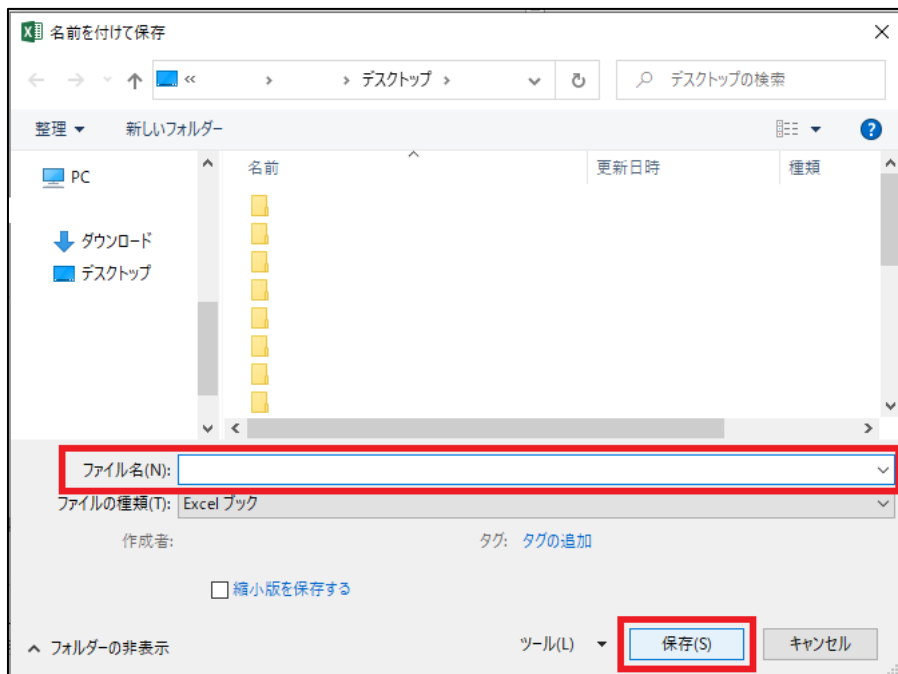 名前を付けて保存
« > > デスクトップ > デスクトップの検索
整理 新しいフォルダー
名前 更新日時 種類
PC
ダウンロード
デスクトップ
ファイル名(N):
ファイルの種類(T): Excel ブック
作成者: タグ: タグの追加
縮小版を保存する
フォルダーの非表示 ツール(L) 保存(S) キャンセル